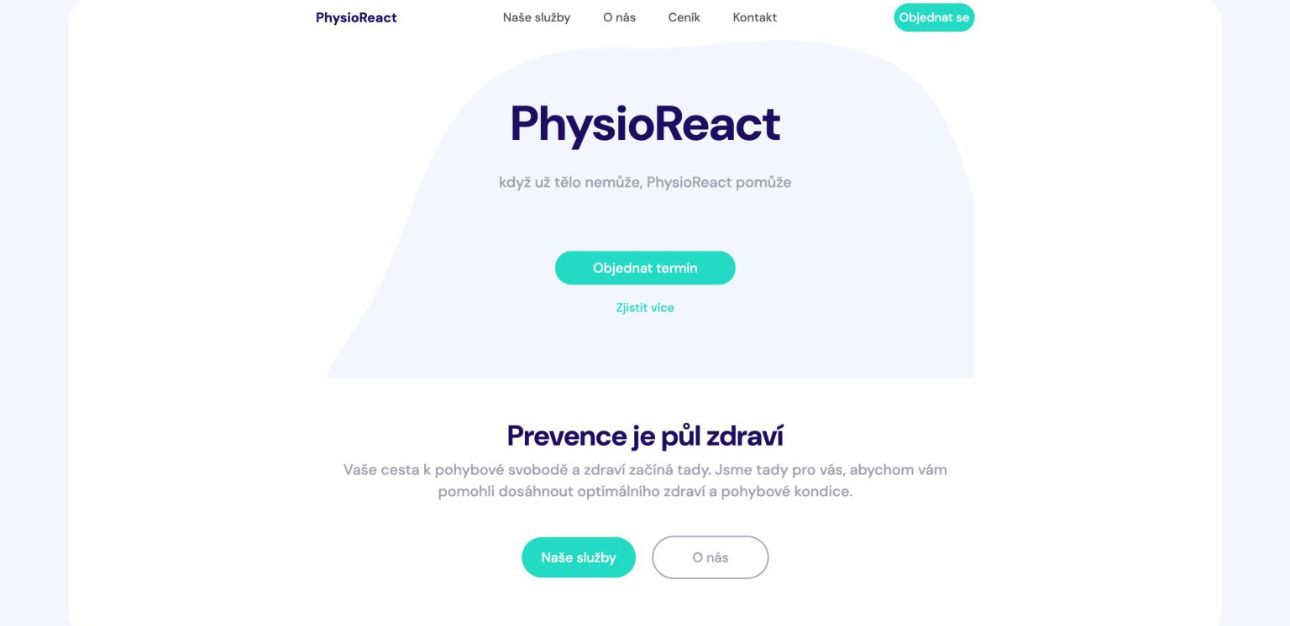 PhysioReact
Naše služby
O nás
Ceník
Kontakt
Objednat se
PhysioReact
když už tělo nemůže, PhysioReact pomůže
Objednat termín
Zjistit více
Prevence je půl zdraví
Vaše cesta k pohybové svobodě a zdraví začíná tady. Jsme tady pro vás, abychom vám
pomohli dosáhnout optimálního zdraví a pohybové kondice.
Naše služby
O nás